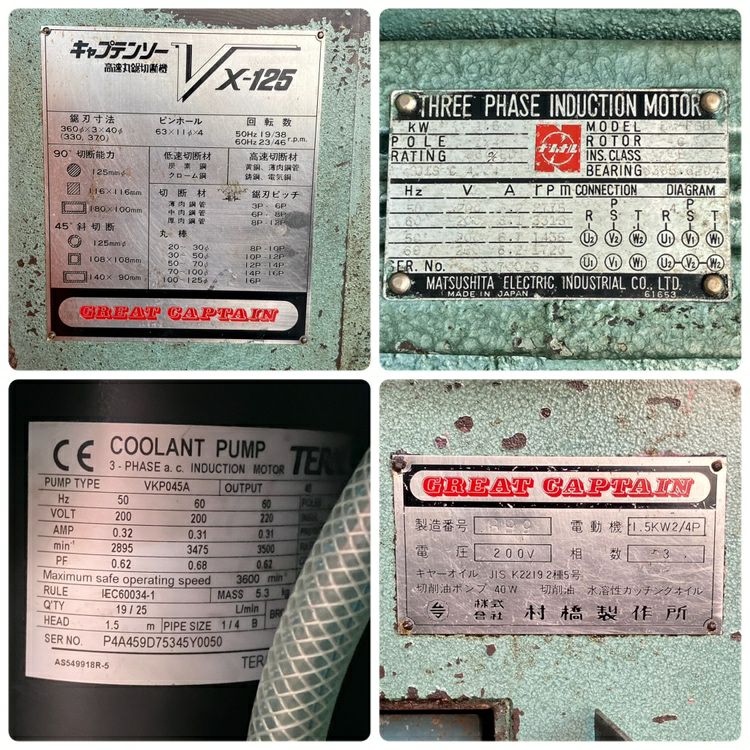 キャプテンソー
高速丸鋸切断機
V
X-125
鋸刃寸法 ピンホール 回転数
360φ×3×40φ 63×11φ×4 50Hz 19/38 r.p.m.
(330, 370) 60Hz 23/46
90°切断能力 低速切断材 高速切断材
炭素鋼 黄銅、薄肉鋼管
125mmφ クローム鋼 鋳鋼、電気銅
116×116mm 切断材 鋸刃ピッチ
180×100mm 薄肉鋼管 3P-6P
中肉鋼管 6P-8P
厚肉鋼管 8P-12P
45°斜切断 丸棒
125mmφ 20-30φ 8P-10P
30-50φ 10P-12P
108×108mm 50-70φ 12P-14P
70-100φ 14P-16P
140×90mm 100-125φ 16P
GREAT CAPTAIN
THREE PHASE INDUCTION MOTOR
KW ナショナル MODEL
POLE ROTOR
RATING INS. CLASS
BEARING
Hz V A rpm CONNECTION DIAGRAM
P P
R S T R S T
U2 V2 W2 U1 V1 W1
U1 V1 W1 U2 V2 W2
SER. No.
MATSUSHITA ELECTRIC INDUSTRIAL CO., LTD.
MADE IN JAPAN 61653
CE COOLANT PUMP
3-PHASE a.c. INDUCTION MOTOR
PUMP TYPE VKP045A OUTPUT
Hz 50 60 60
VOLT 200 200 220
AMP 0.32 0.31 0.31
min-1 2895 3475 3500
PF 0.62 0.68 0.62
Maximum safe operating speed 3600 min-1
RULE IEC60034-1 MASS 5.3
Q'TY 19/25 L/min
HEAD 1.5 m PIPE SIZE 1/4 B
SER NO. P4A459D75345Y0050
AS549918R-5
GREAT CAPTAIN
製造番号 電動機 1.5KW2/4P
電圧 200V 相数 3
ギヤーオイル JIS K2219 2種5号
切削油ポンプ 40W 切削油 水溶性カッチングオイル
株式会社 村橋製作所